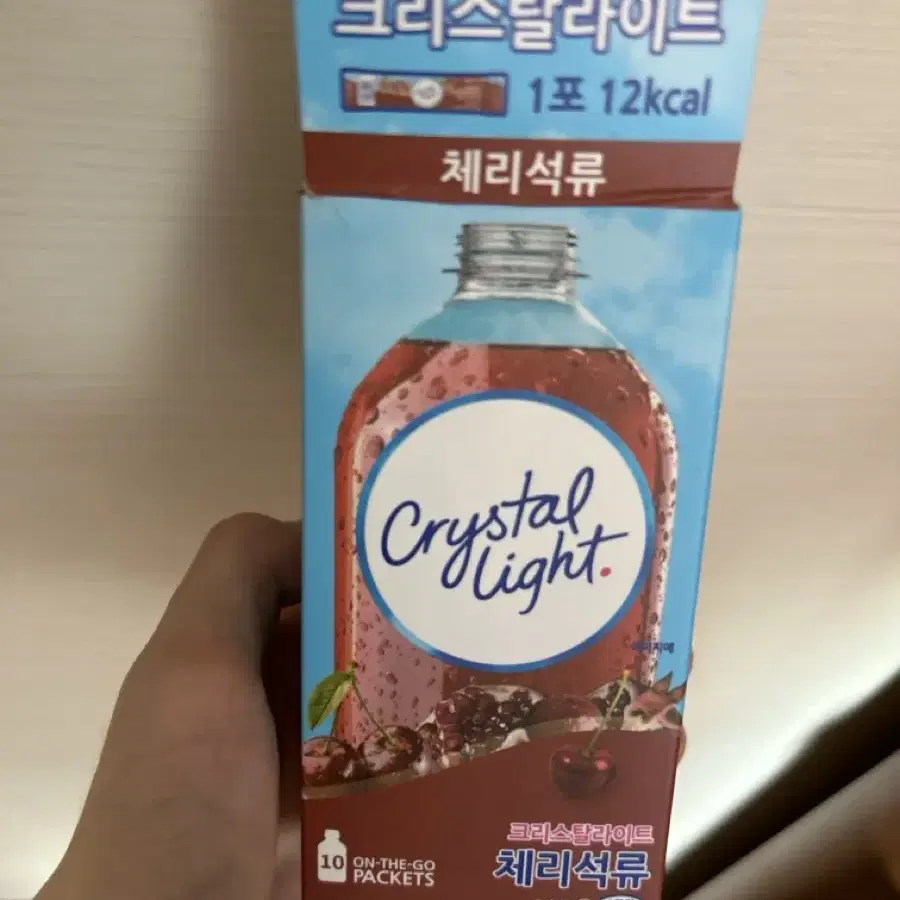 크리스탈라이트
1포 12kcal
체리석류
Crystal
light.
10 ON-THE-GO
PACKETS
크리스탈라이트
체리석류